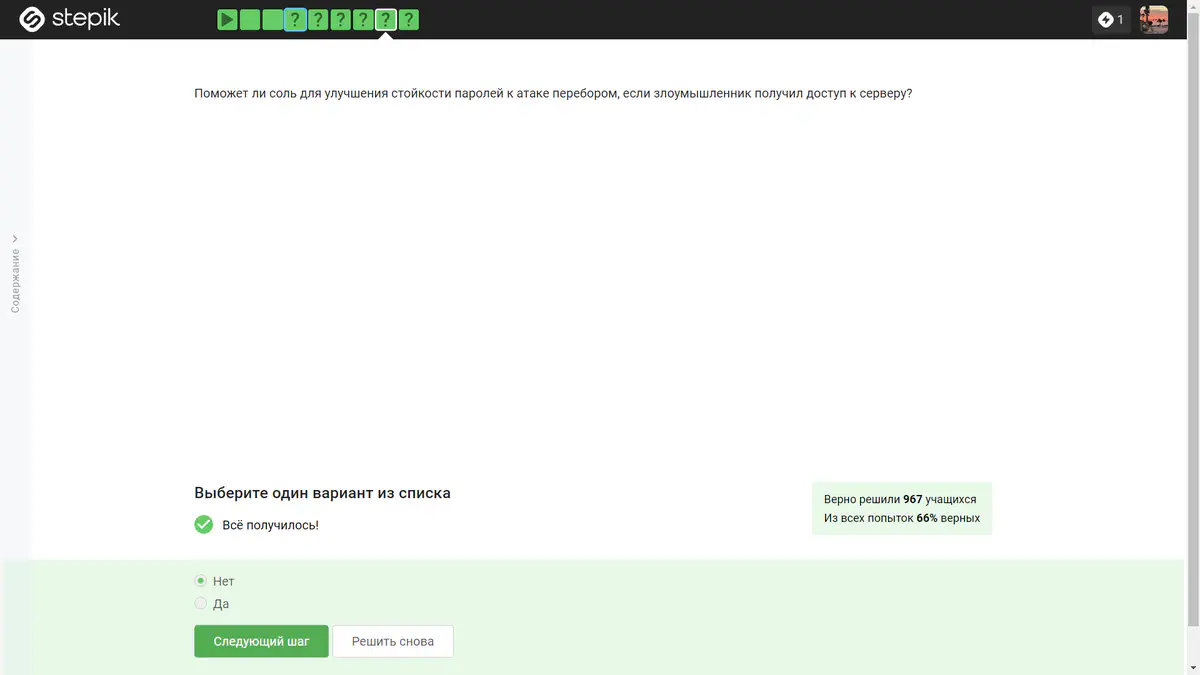 stepik
? ? ? ? ? ?
1
Поможет ли соль для улучшения стойкости паролей к атаке перебором, если злоумышленник получил доступ к серверу?
Содержание
Выберите один вариант из списка
Всё получилось!
Верно решили 967 учащихся
Из всех попыток 66% верных
Нет
Да
Следующий шаг
Решить снова